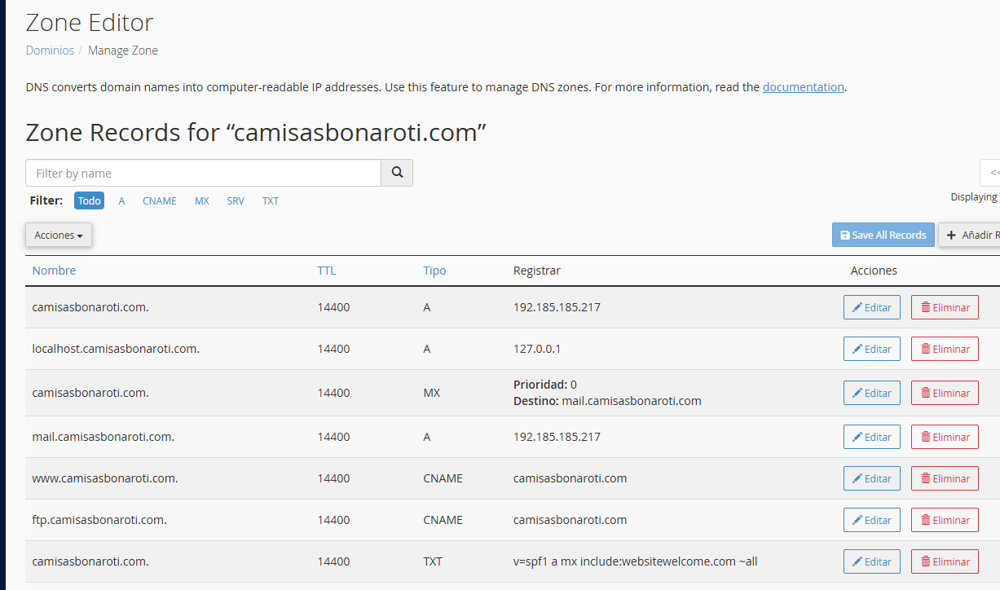 Zone Editor
Dominios / Manage Zone
DNS converts domain names into computer-readable IP addresses. Use this feature to manage DNS zones. For more information, read the documentation.
Zone Records for “camisasbonaroti.com”
Filter by name
<<
Filter: Todo A CNAME MX SRV TXT
Displaying
Acciones
Save All Records
Añadir R
Nombre TTL Tipo Registrar Acciones
camisasbonaroti.com. 14400 A 192.185.185.217 Editar Eliminar
localhost.camisasbonaroti.com. 14400 A 127.0.0.1 Editar Eliminar
camisasbonaroti.com. 14400 MX Prioridad: 0
Destino: mail.camisasbonaroti.com Editar Eliminar
mail.camisasbonaroti.com. 14400 A 192.185.185.217 Editar Eliminar
www.camisasbonaroti.com. 14400 CNAME camisasbonaroti.com Editar Eliminar
ftp.camisasbonaroti.com. 14400 CNAME camisasbonaroti.com Editar Eliminar
camisasbonaroti.com. 14400 TXT v=spf1 a mx include:websitewelcome.com ~all Editar Eliminar